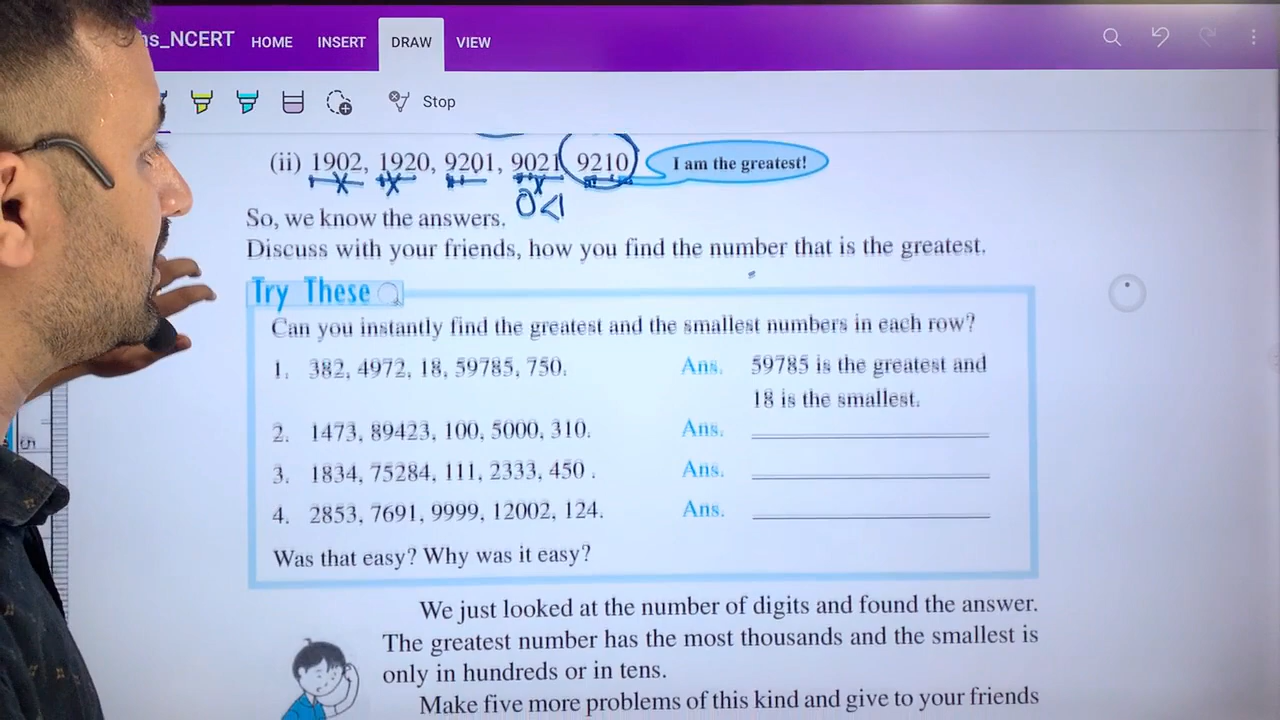 ns_NCERT HOME INSERT DRAW VIEW
Stop
(ii) 1902, 1920, 9201, 9021 9210 I am the greatest!
0<1
So, we know the answers.
Discuss with your friends, how you find the number that is the greatest.
Try These
Can you instantly find the greatest and the smallest numbers in each row?
1. 382, 4972, 18, 59785, 750. Ans. 59785 is the greatest and
18 is the smallest.
2. 1473, 89423, 100, 5000, 310. Ans.
3. 1834, 75284, 111, 2333, 450 . Ans.
4. 2853, 7691, 9999, 12002, 124. Ans.
Was that easy? Why was it easy?
We just looked at the number of digits and found the answer.
The greatest number has the most thousands and the smallest is
only in hundreds or in tens.
Make five more problems of this kind and give to your friends
5